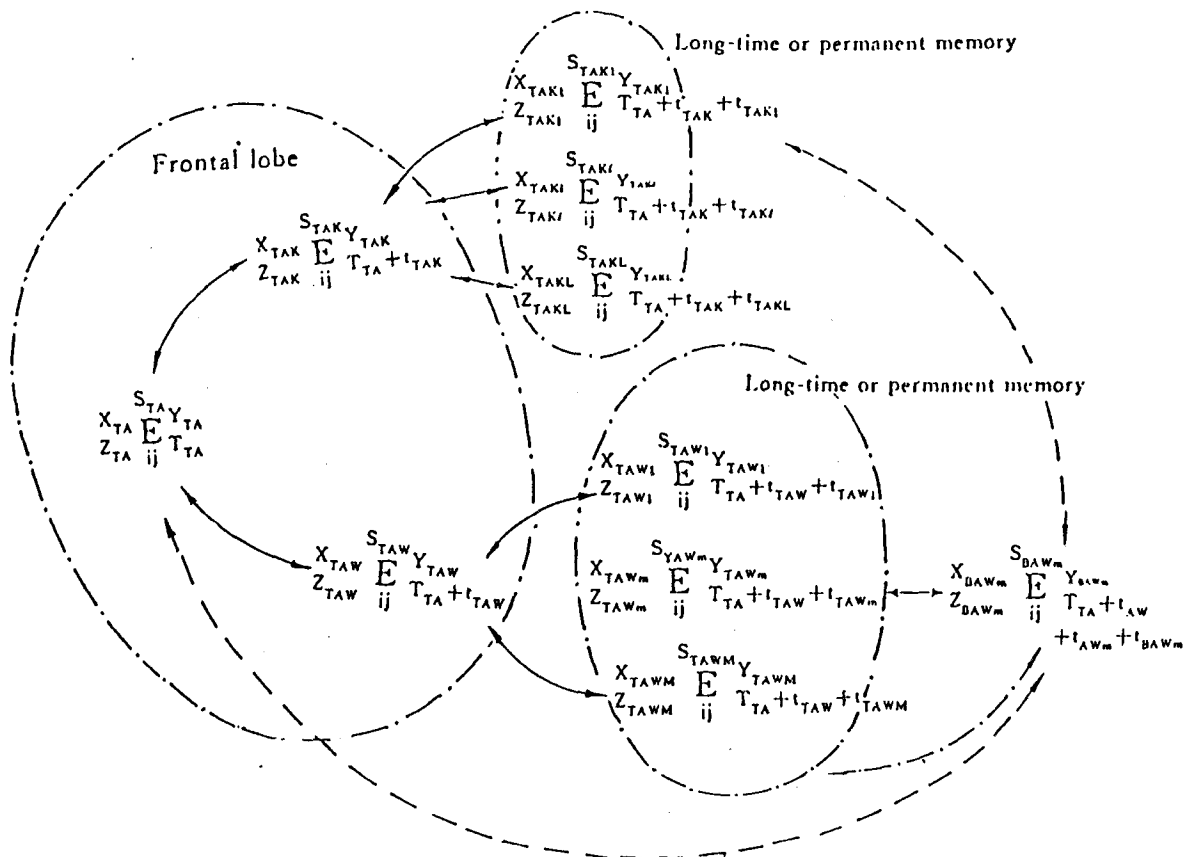 Long-time or permanent memory
S_TAK1
X_TAK1 E Y_TAK1
Z_TAK1 ij T_TA+t_TAK+t_TAK1
Frontal lobe
S_TAKl
X_TAKl E Y_TAKl
Z_TAKl ij T_TA+t_TAK+t_TAKl
S_TAK
X_TAK E Y_TAK
Z_TAK ij T_TA+t_TAK
S_TAKL
X_TAKL E Y_TAKL
Z_TAKL ij T_TA+t_TAK+t_TAKL
Long-time or permanent memory
S_TA
X_TA E Y_TA
Z_TA ij T_TA
S_TAW1
X_TAW1 E Y_TAW1
Z_TAW1 ij T_TA+t_TAW+t_TAW1
S_TAW
X_TAW E Y_TAW
Z_TAW ij T_TA+t_TAW
S_YAWm
X_TAWm E Y_TAWm
Z_TAWm ij T_TA+t_TAW+t_TAWm
S_BAWm
X_BAWm E Y_BAWm
Z_BAWm ij T_TA+t_AW
+t_AWm+t_BAWm
S_TAWM
X_TAWM E Y_TAWM
Z_TAWM ij T_TA+t_TAW+t_TAWM